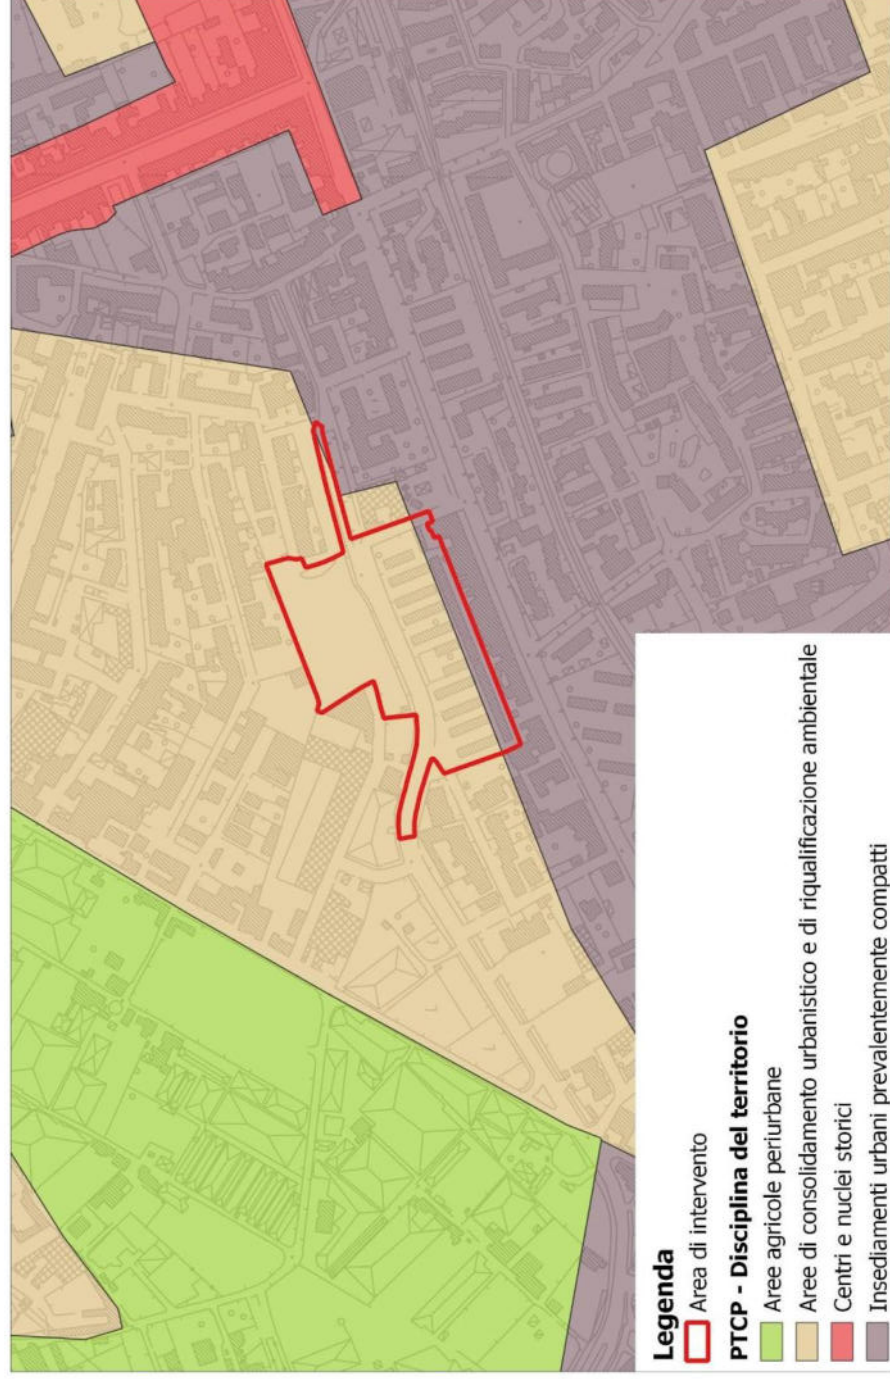 Legenda
Area di intervento
PTCP - Disciplina del territorio
Aree agricole periurbane
Aree di consolidamento urbanistico e di riqualificazione ambientale
Centri e nuclei storici
Insediamenti urbani prevalentemente compatti